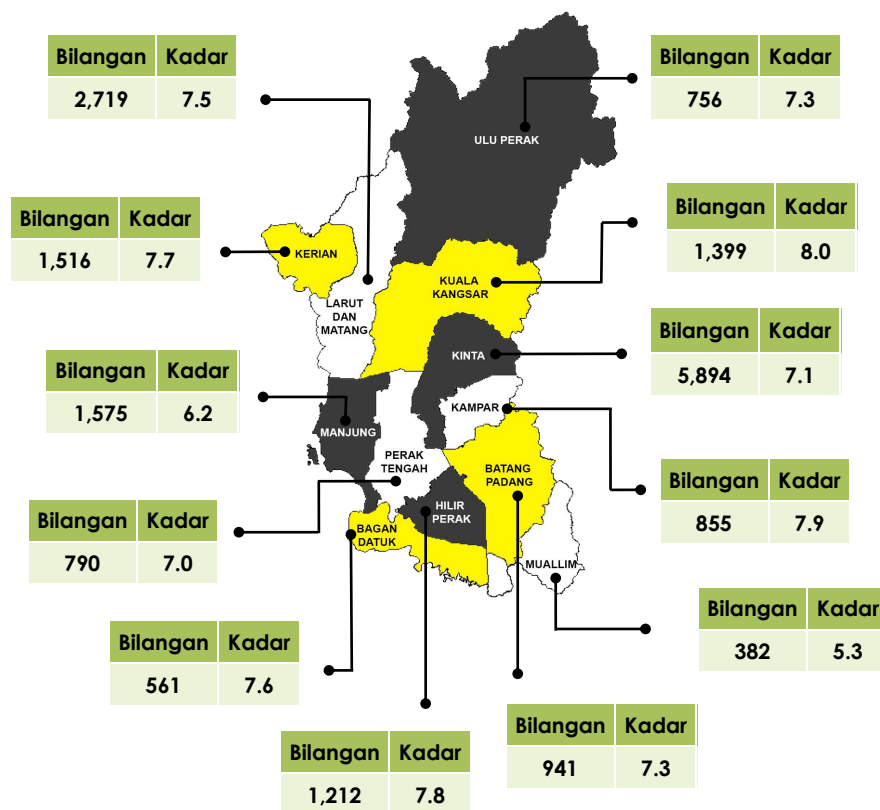 Bilangan Kadar
2,719 7.5
Bilangan Kadar
756 7.3
ULU PERAK
Bilangan Kadar
1,516 7.7
KERIAN
Bilangan Kadar
1,399 8.0
KUALA
KANGSAR
LARUT
DAN
MATANG
Bilangan Kadar
5,894 7.1
KINTA
Bilangan Kadar
1,575 6.2
MANJUNG
KAMPAR
PERAK
TENGAH
BATANG
PADANG
Bilangan Kadar
855 7.9
Bilangan Kadar
790 7.0
HILIR
PERAK
BAGAN
DATUK
MUALLIM
Bilangan Kadar
382 5.3
Bilangan Kadar
561 7.6
Bilangan Kadar
941 7.3
Bilangan Kadar
1,212 7.8